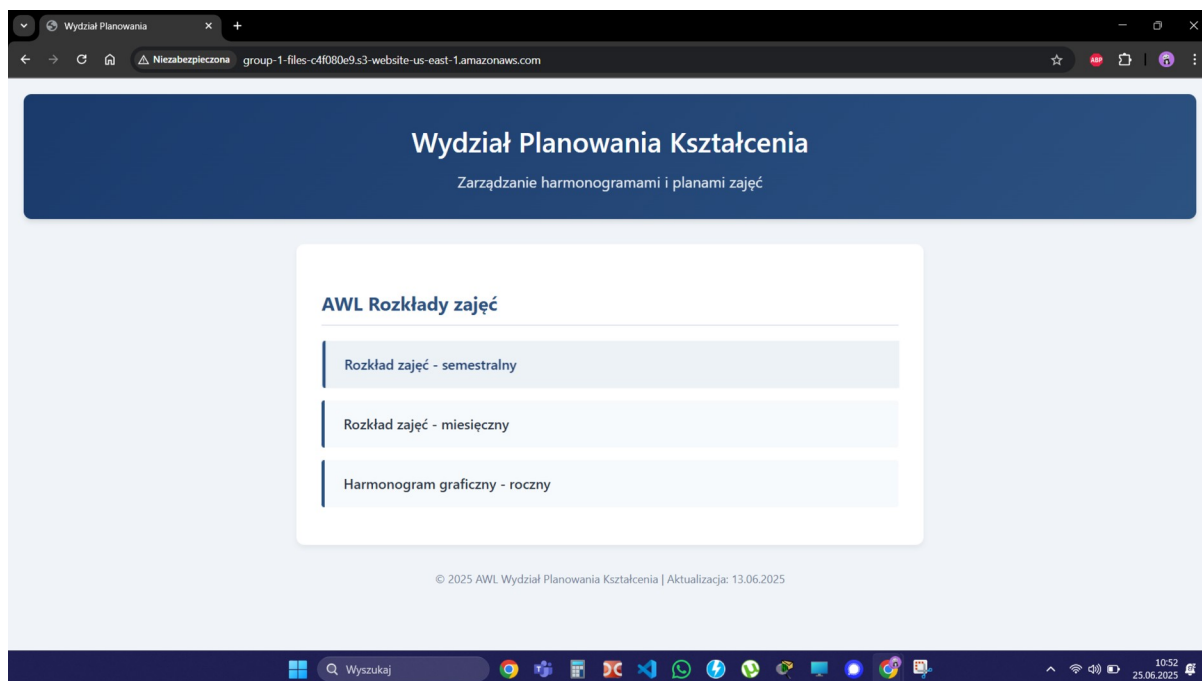 Wydział Planowania
Niezabezpieczona group-1-files-c4f080e9.s3-website-us-east-1.amazonaws.com
ABP
Wydział Planowania Kształcenia
Zarządzanie harmonogramami i planami zajęć
AWL Rozkłady zajęć
Rozkład zajęć - semestralny
Rozkład zajęć - miesięczny
Harmonogram graficzny - roczny
© 2025 AWL Wydział Planowania Kształcenia | Aktualizacja: 13.06.2025
Wyszukaj
10:52
25.06.2025